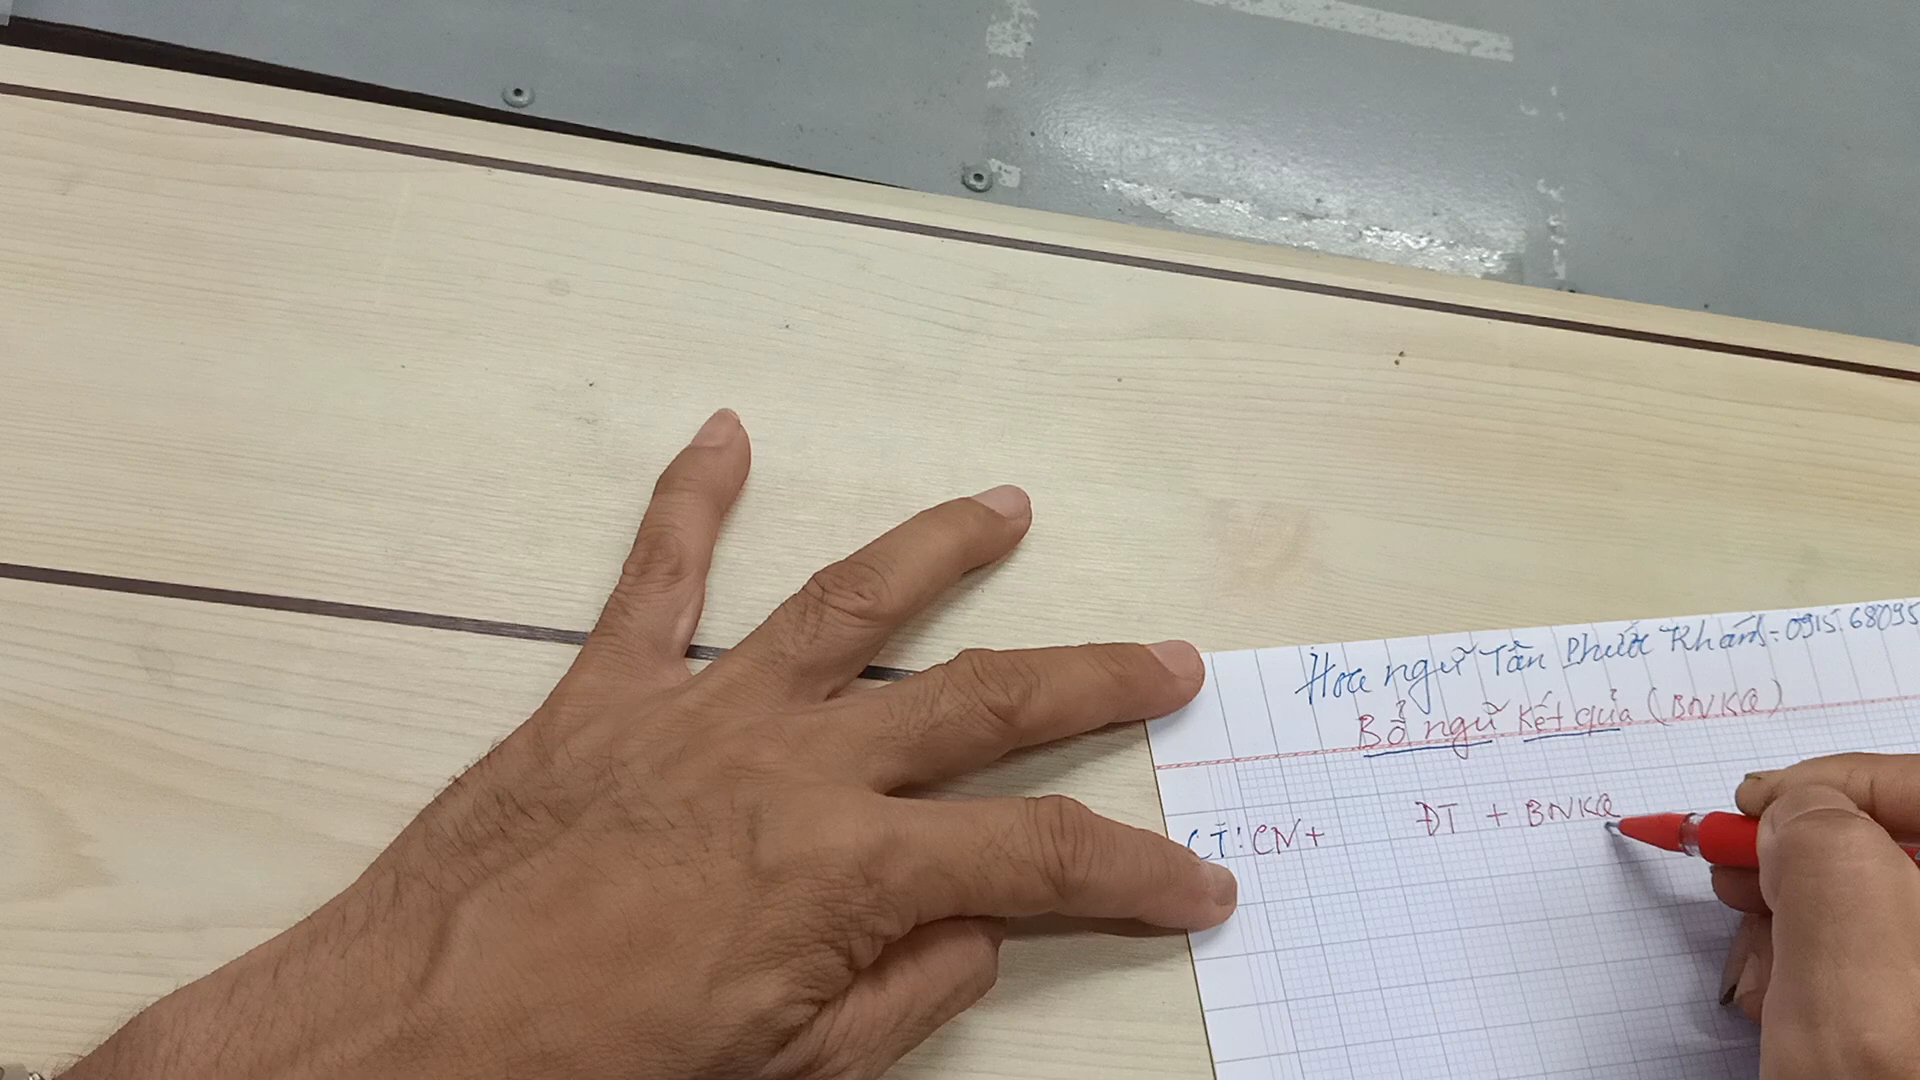 Hoa ngữ Tân Phước Khánh - 0915.68095
Bổ ngữ kết quả (BNKQ)
CT: CN + ĐT + BNKQ